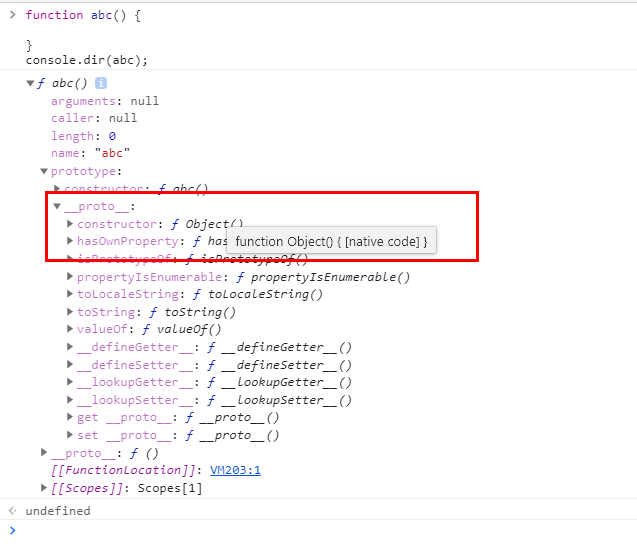 > function abc() {
}
console.dir(abc);
▼ƒ abc() i
arguments: null
caller: null
length: 0
name: "abc"
▼prototype:
▶constructor: ƒ abc()
▼__proto__:
▶constructor: ƒ Object()
▶hasOwnProperty: ƒ has
function Object() { [native code] }
▶isPrototypeOf: ƒ isPrototypeOf()
▶propertyIsEnumerable: ƒ propertyIsEnumerable()
▶toLocaleString: ƒ toLocaleString()
▶toString: ƒ toString()
▶valueOf: ƒ valueOf()
▶__defineGetter__: ƒ __defineGetter__()
▶__defineSetter__: ƒ __defineSetter__()
▶__lookupGetter__: ƒ __lookupGetter__()
▶__lookupSetter__: ƒ __lookupSetter__()
▶get __proto__: ƒ __proto__()
▶set __proto__: ƒ __proto__()
▶__proto__: ƒ ()
[[FunctionLocation]]: VM203:1
▶[[Scopes]]: Scopes[1]
undefined
>